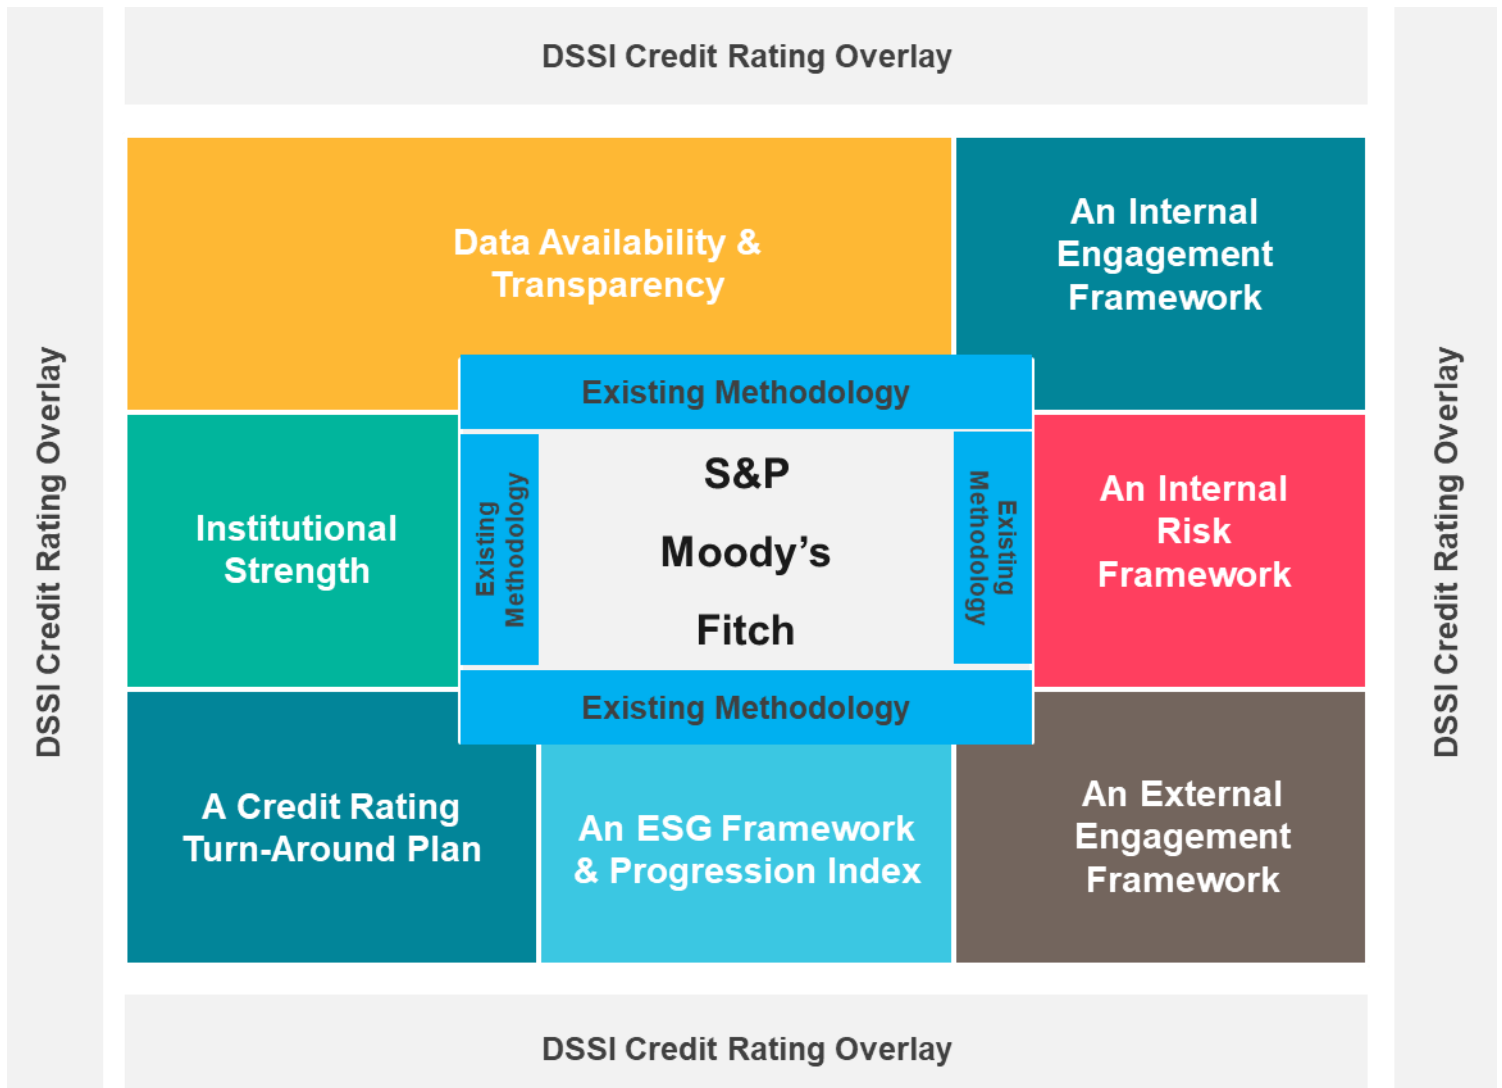 DSSI Credit Rating Overlay
DSSI Credit Rating Overlay
Data Availability &
Transparency
An Internal
Engagement
Framework
DSSI Credit Rating Overlay
Existing Methodology
Institutional
Strength
Existing
Methodology
S&P
Moody’s
Fitch
Existing
Methodology
An Internal
Risk
Framework
Existing Methodology
A Credit Rating
Turn-Around Plan
An ESG Framework
& Progression Index
An External
Engagement
Framework
DSSI Credit Rating Overlay